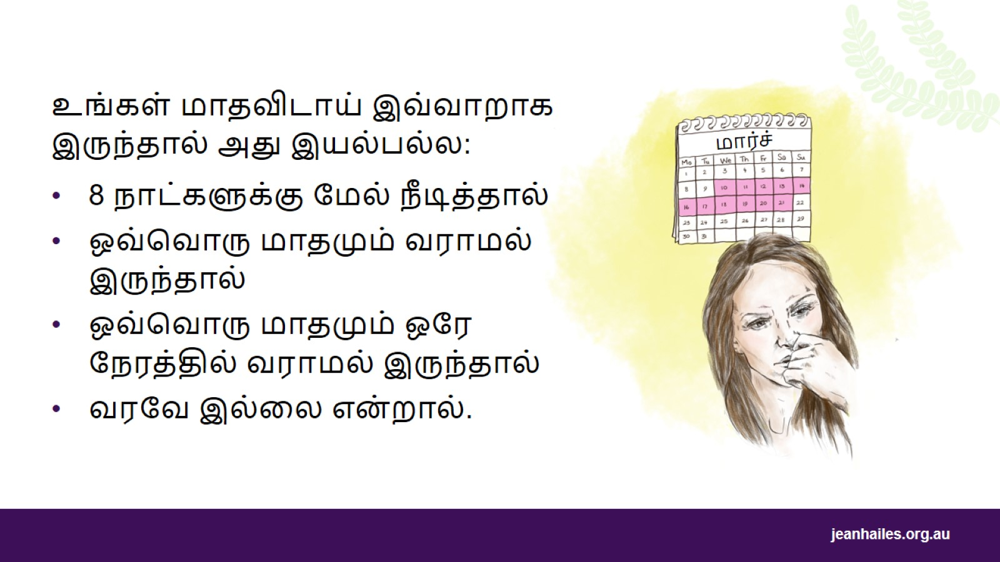 உங்கள் மாதவிடாய் இவ்வாறாக
இருந்தால் அது இயல்பல்ல:
• 8 நாட்களுக்கு மேல் நீடித்தால்
• ஒவ்வொரு மாதமும் வராமல்
இருந்தால்
• ஒவ்வொரு மாதமும் ஒரே
நேரத்தில் வராமல் இருந்தால்
• வரவே இல்லை என்றால்.
மார்ச்
Mo Tu We Th Fr Sa Su
1 2 3 4 5 6 7
8 9 10 11 12 13 14
16 17 18 19 20 21 22
23 24 25 26 27 28 29
30 31
jeanhailes.org.au